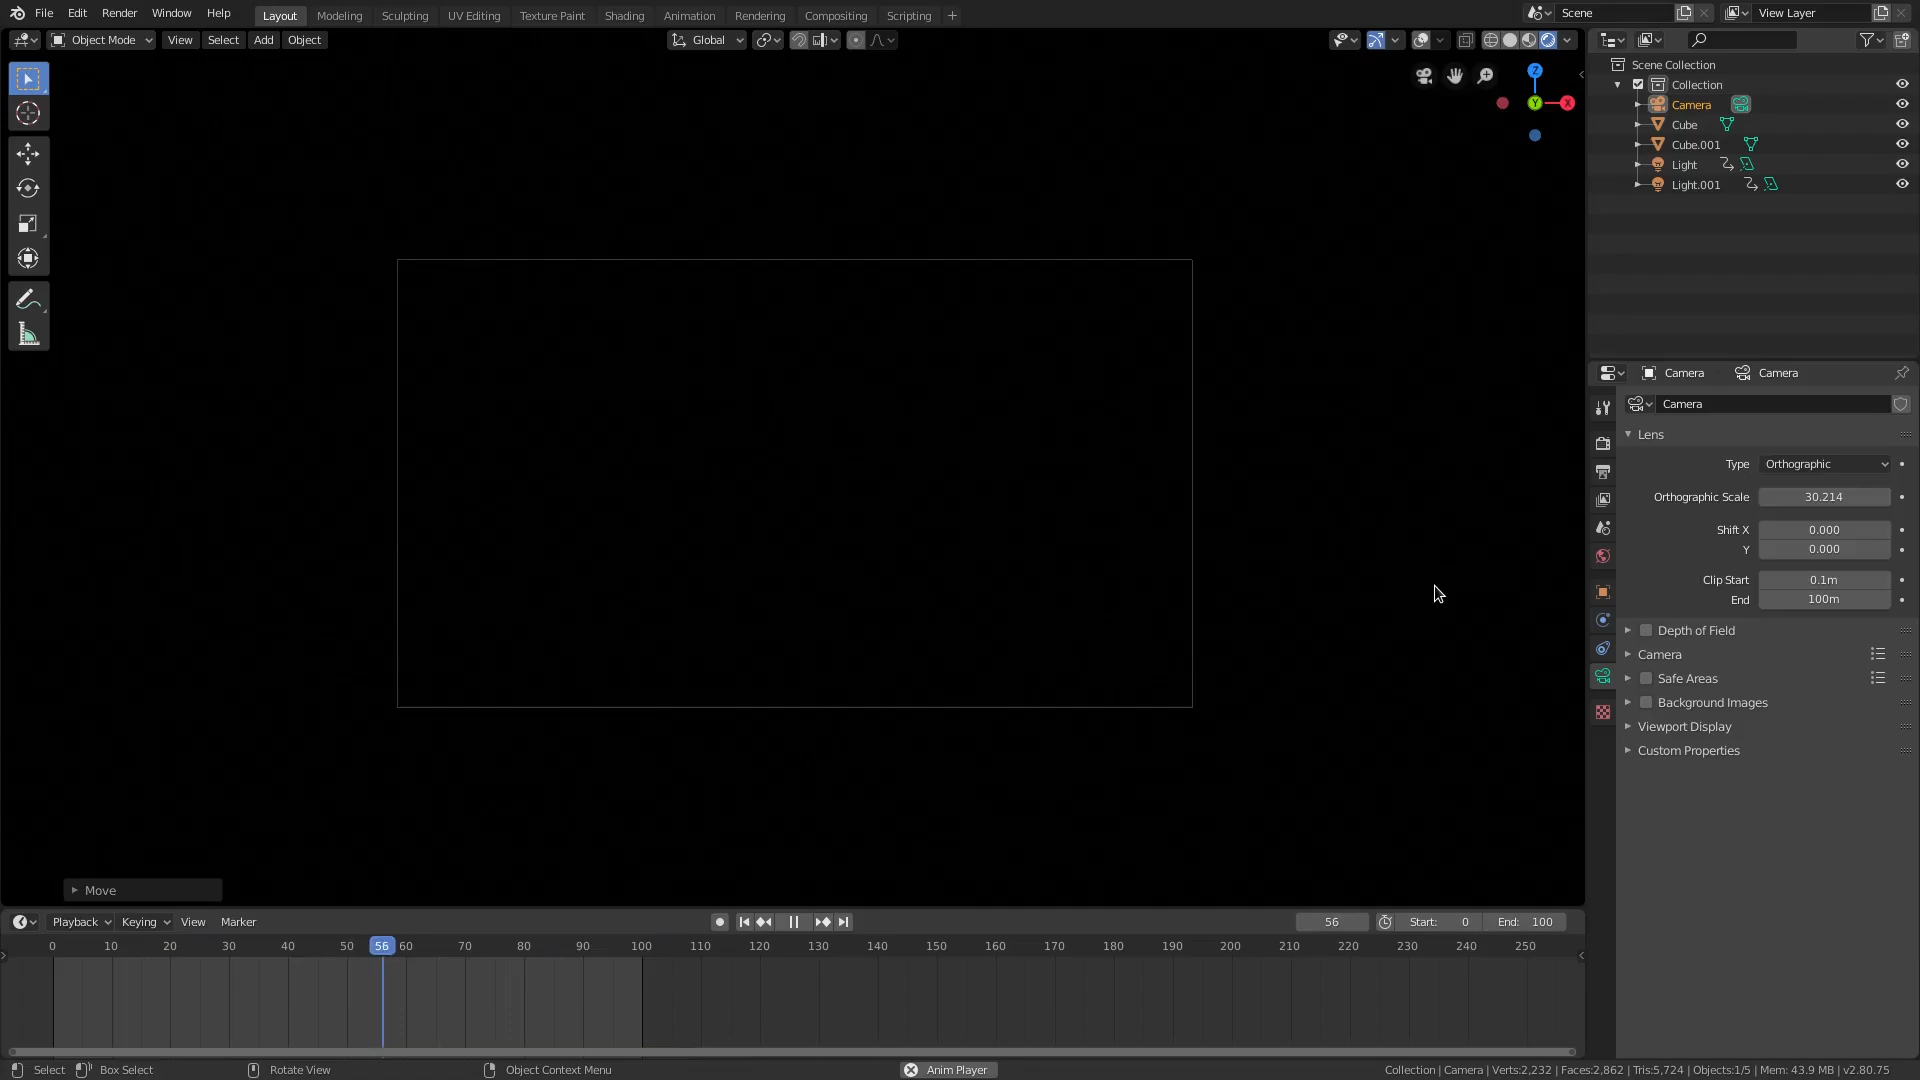 File Edit Render Window Help Layout Modeling Sculpting UV Editing Texture Paint Shading Animation Rendering Compositing Scripting + Scene View Layer
Object Mode View Select Add Object Global
Z
Y X
Scene Collection
Collection
Camera
Cube
Cube.001
Light
Light.001
Camera Camera
Camera
Lens
Type Orthographic
Orthographic Scale 30.214
Shift X 0.000
Y 0.000
Clip Start 0.1m
End 100m
Depth of Field
Camera
Safe Areas
Background Images
Viewport Display
Custom Properties
Move
Playback Keying View Marker 56 Start: 0 End: 100
0 10 20 30 40 50 56 60 70 80 90 100 110 120 130 140 150 160 170 180 190 200 210 220 230 240 250
Select Box Select Rotate View Object Context Menu Anim Player Collection | Camera | Verts:2,232 | Faces:2,862 | Tris:5,724 | Objects:1/5 | Mem: 43.9 MB | v2.80.75